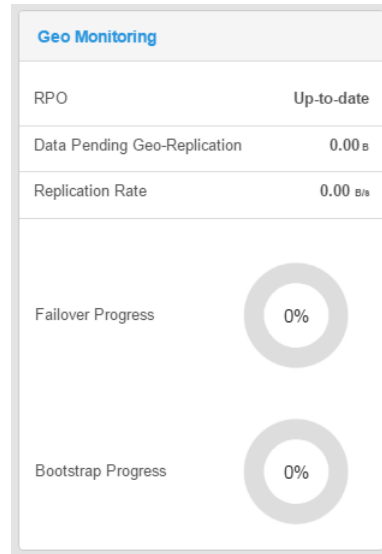 Geo Monitoring
RPO Up-to-date
Data Pending Geo-Replication 0.00 B
Replication Rate 0.00 B/s
Failover Progress 0%
Bootstrap Progress 0%